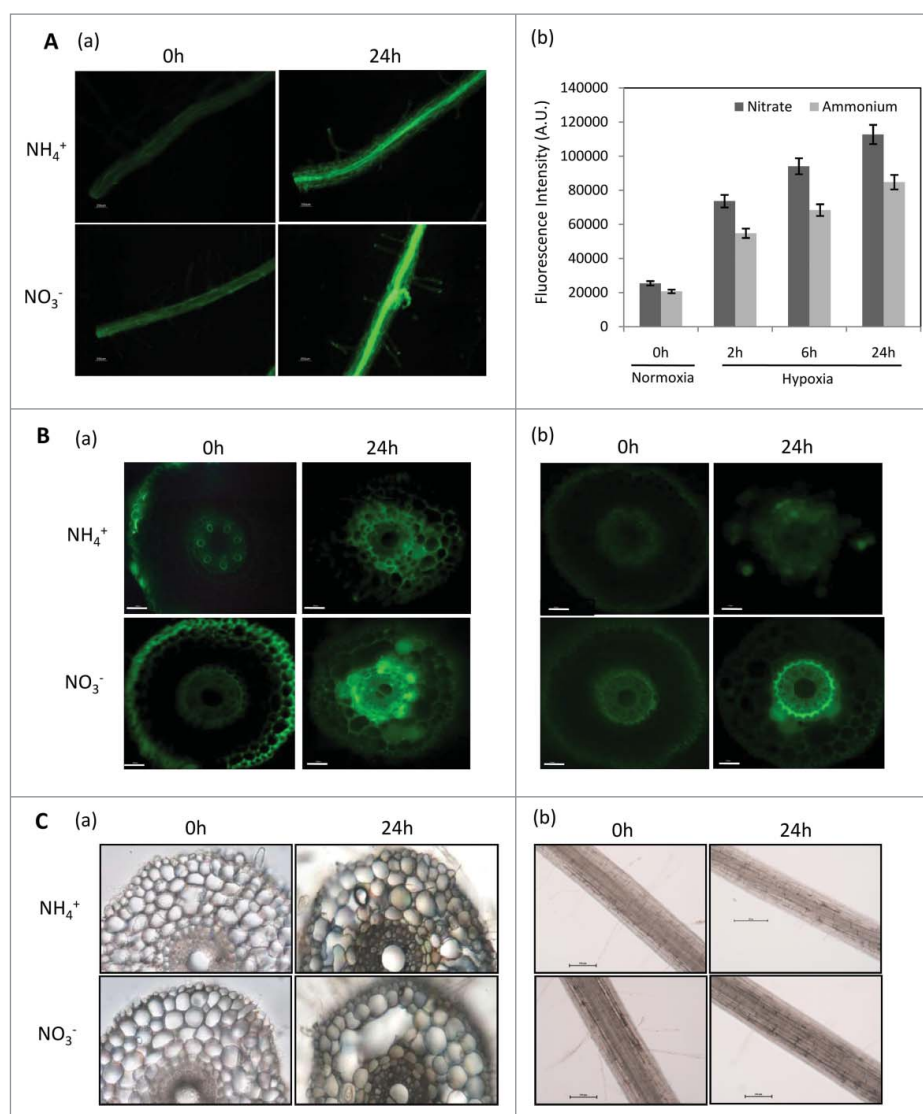 A (a)
0h 24h
NH₄⁺
NO₃⁻
(b)
140000
120000
100000
80000
60000
40000
20000
0
Fluorescence Intensity (A.U.)
Nitrate Ammonium
0h 2h 6h 24h
Normoxia Hypoxia
B (a)
0h 24h
NH₄⁺
NO₃⁻
(b)
0h 24h
C (a)
0h 24h
NH₄⁺
NO₃⁻
(b)
0h 24h